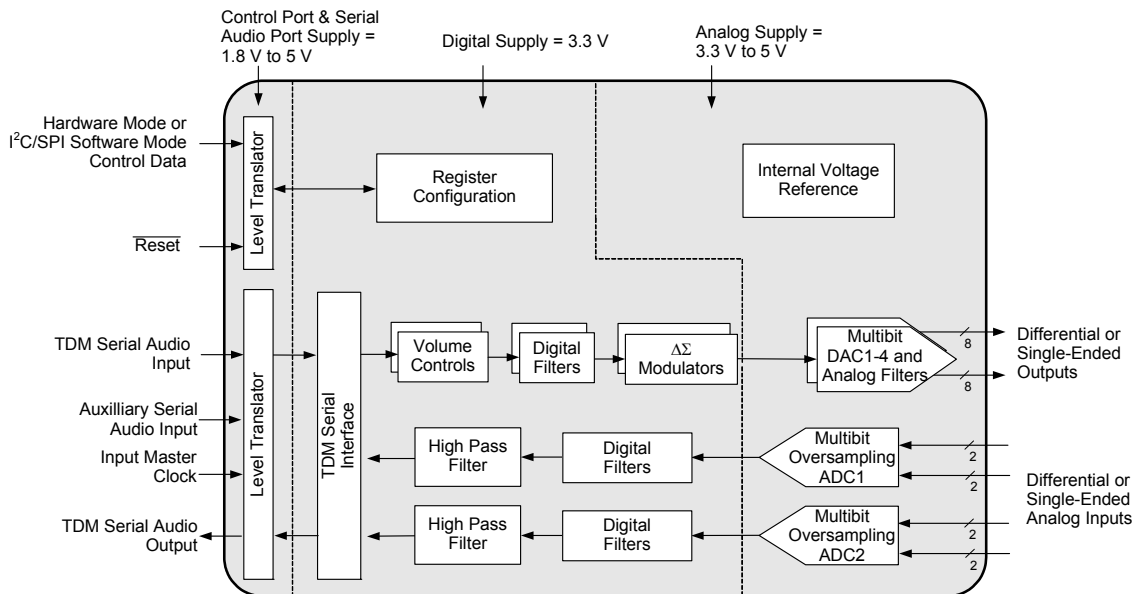 Control Port & Serial
Audio Port Supply =
1.8 V to 5 V
Digital Supply = 3.3 V
Analog Supply =
3.3 V to 5 V
Hardware Mode or
I²C/SPI Software Mode
Control Data
Reset
Level Translator
Register
Configuration
Internal Voltage
Reference
TDM Serial Audio
Input
Auxilliary Serial
Audio Input
Input Master
Clock
TDM Serial Audio
Output
Level Translator
TDM Serial
Interface
Volume
Controls
Digital
Filters
ΔΣ
Modulators
Multibit
DAC1-4 and
Analog Filters
8
8
Differential or
Single-Ended
Outputs
High Pass
Filter
Digital
Filters
Multibit
Oversampling
ADC1
2
2
High Pass
Filter
Digital
Filters
Multibit
Oversampling
ADC2
2
2
Differential or
Single-Ended
Analog Inputs